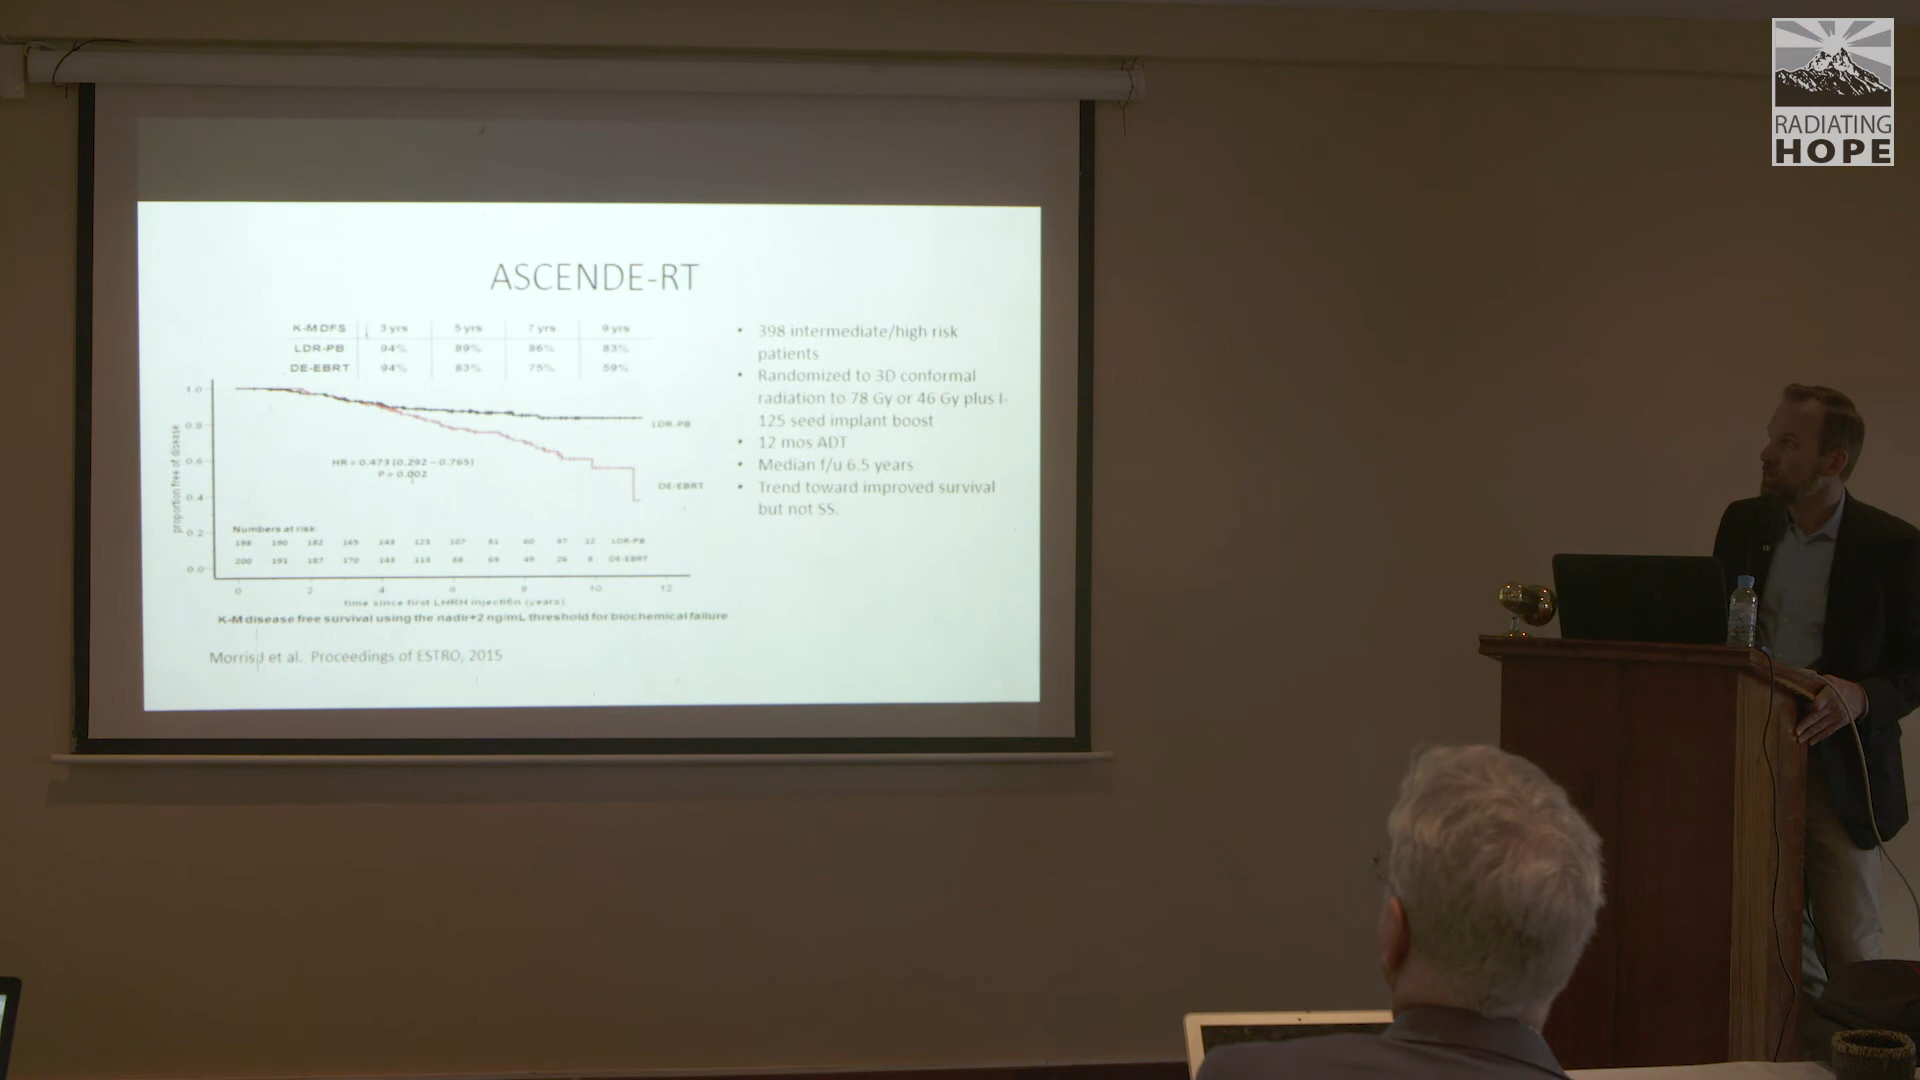 RADIATING
HOPE
ASCENDE-RT
K-M DFS 3 yrs 5 yrs 7 yrs 9 yrs
LDR-PB 94% 89% 86% 83%
DE-EBRT 94% 83% 75% 59%
1.0
0.8
0.6
0.4
0.2
0.0
proportion free of disease
LDR-PB
HR = 0.473 (0.292 – 0.765)
P = 0.002
DE-EBRT
Numbers at risk:
198 190 182 165 143 123 107 81 60 37 12 LDR-PB
200 191 187 170 148 113 88 69 49 26 8 DE-EBRT
0 2 4 6 8 10 12
time since first LHRH injection (years)
K-M disease free survival using the nadir+2 ng/mL threshold for biochemical failure
Morris J et al. Proceedings of ESTRO, 2015
• 398 intermediate/high risk
patients
• Randomized to 3D conformal
radiation to 78 Gy or 46 Gy plus I-
125 seed implant boost
• 12 mos ADT
• Median f/u 6.5 years
• Trend toward improved survival
but not SS.